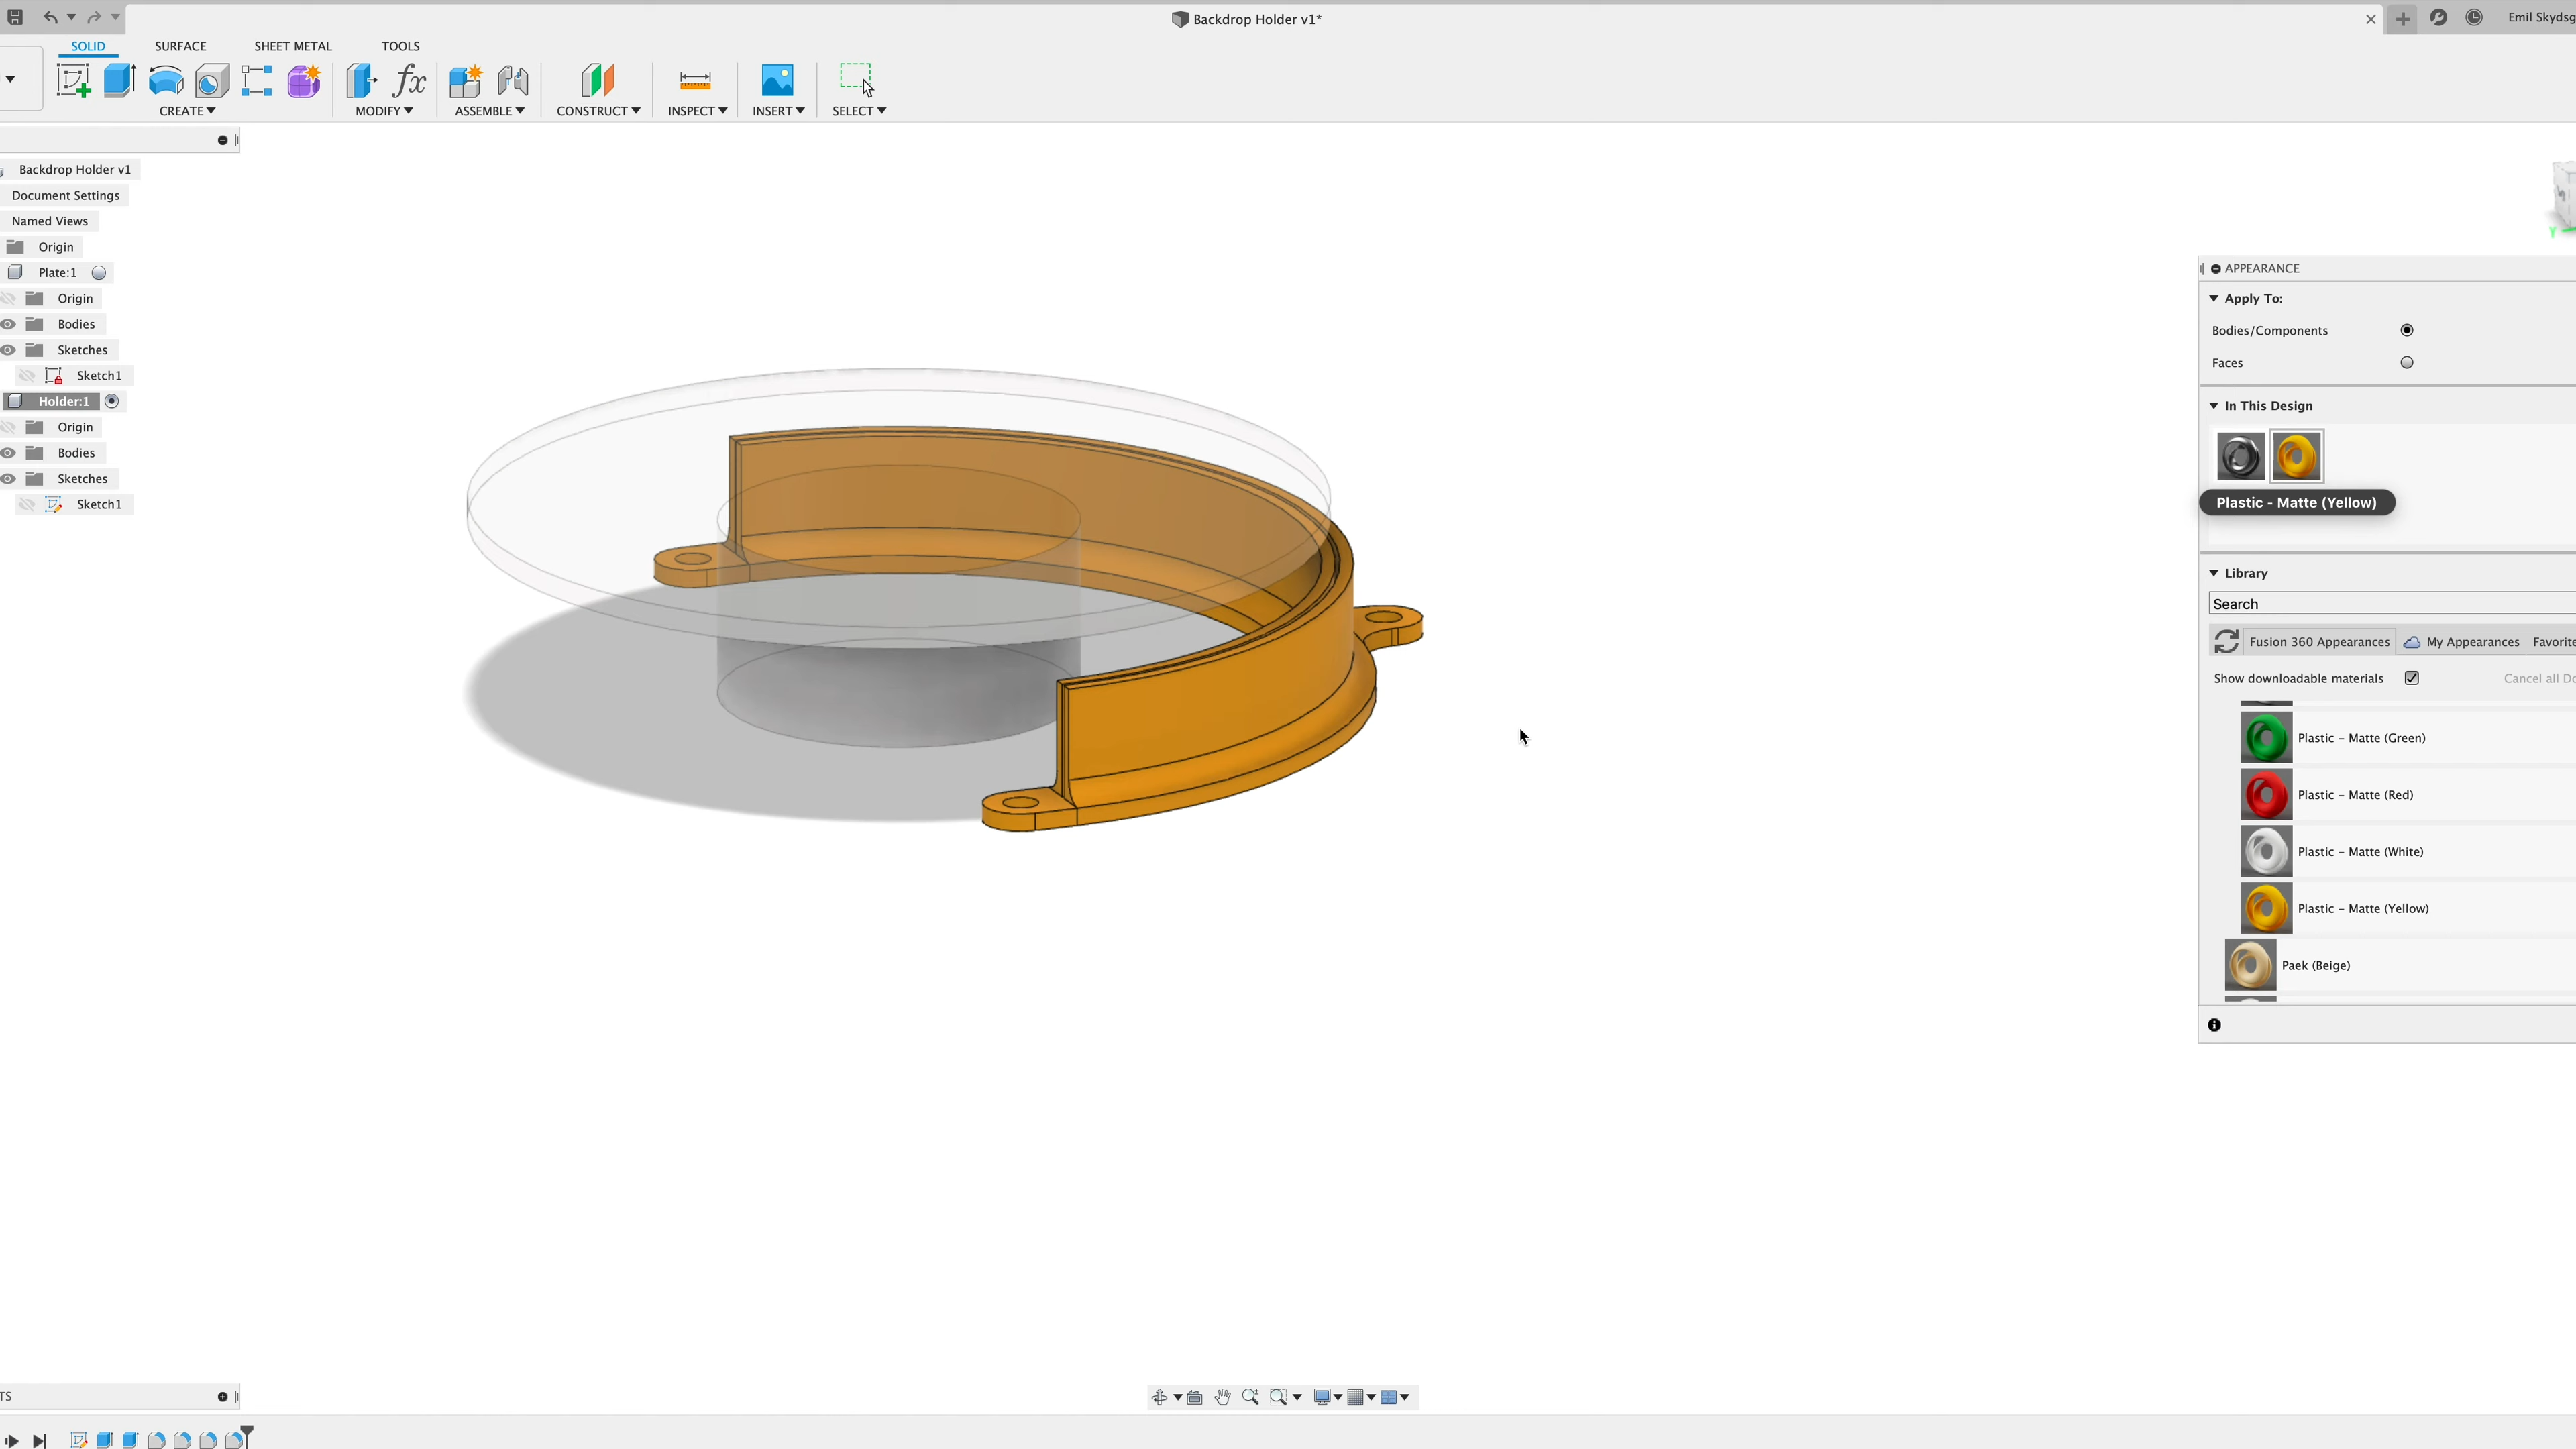 Backdrop Holder v1*
Emil Skydsg
SOLID SURFACE SHEET METAL TOOLS
fx
CREATE MODIFY ASSEMBLE CONSTRUCT INSPECT INSERT SELECT
Backdrop Holder v1
Document Settings
Named Views
Origin
Plate:1
Origin
Bodies
Sketches
Sketch1
Holder:1
Origin
Bodies
Sketches
Sketch1
Y
APPEARANCE
Apply To:
Bodies/Components
Faces
In This Design
Plastic - Matte (Yellow)
Library
Search
Fusion 360 Appearances My Appearances Favorite
Show downloadable materials Cancel all Do
Plastic - Matte (Green)
Plastic - Matte (Red)
Plastic - Matte (White)
Plastic - Matte (Yellow)
Paek (Beige)
TS